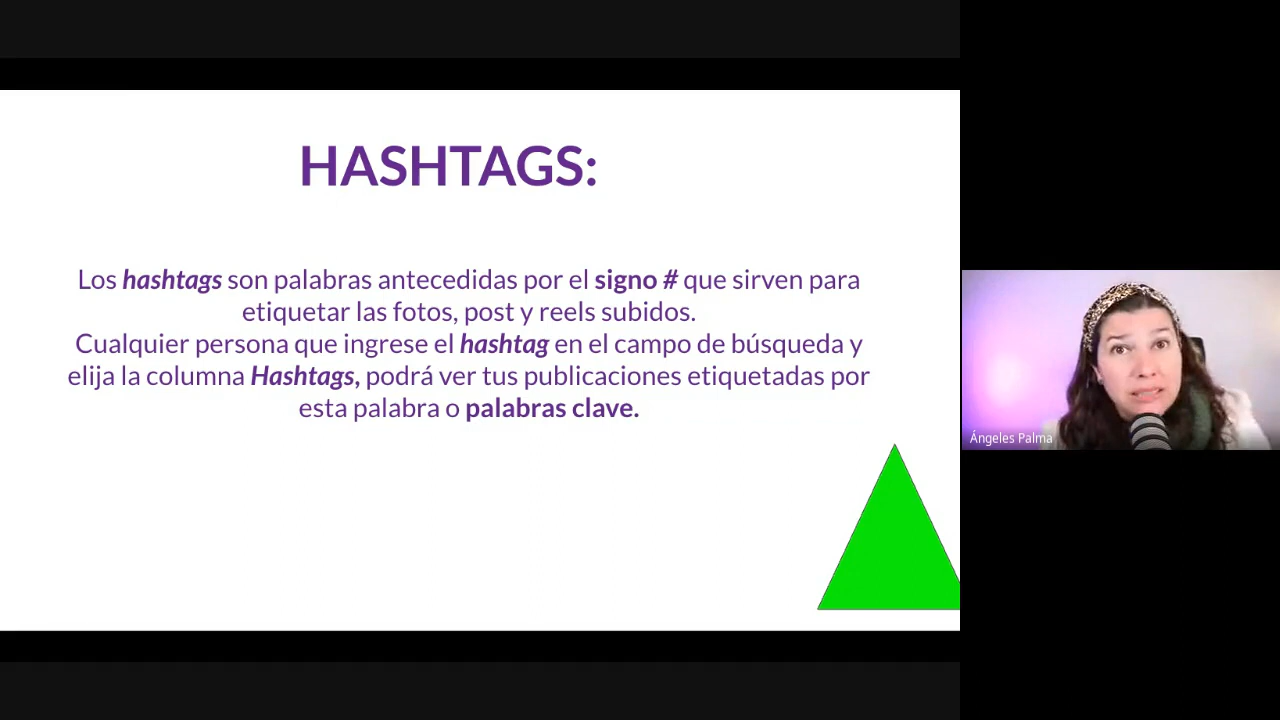 HASHTAGS:
Los hashtags son palabras antecedidas por el signo # que sirven para
etiquetar las fotos, post y reels subidos.
Cualquier persona que ingrese el hashtag en el campo de búsqueda y
elija la columna Hashtags, podrá ver tus publicaciones etiquetadas por
esta palabra o palabras clave.
Ángeles Palma